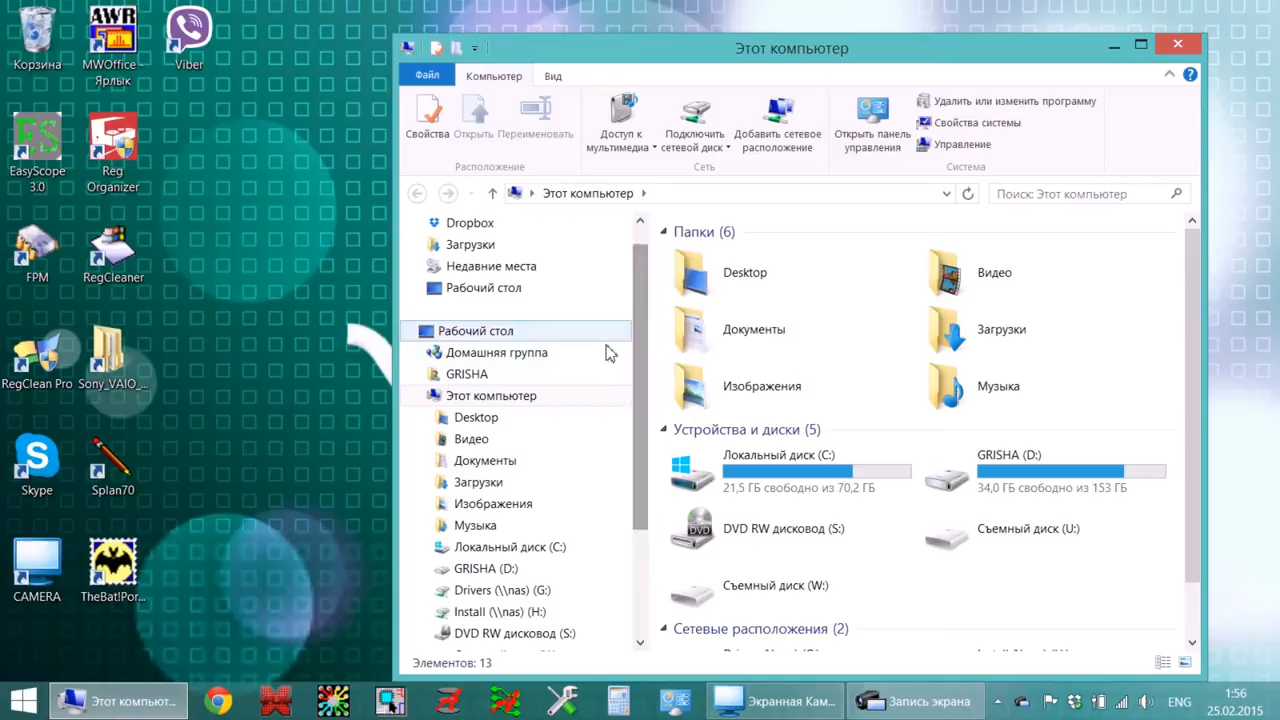 Корзина
AWR
MWOffice -
Ярлык
Viber
ES
EasyScope
3.0
Reg
Organizer
FPM
RegCleaner
RegClean Pro
Sony_VAIO_...
Skype
Splan70
CAMERA
TheBat!Por...
Этот компьютер
Файл
Компьютер
Вид
Свойства
Открыть
Переименовать
Расположение
Доступ к
мультимедиа
Подключить
сетевой диск
Добавить сетевое
расположение
Сеть
Открыть панель
управления
Удалить или изменить программу
Свойства системы
Управление
Система
Этот компьютер
Поиск: Этот компьютер
Dropbox
Загрузки
Недавние места
Рабочий стол
Рабочий стол
Домашняя группа
GRISHA
Этот компьютер
Desktop
Видео
Документы
Загрузки
Изображения
Музыка
Локальный диск (C:)
GRISHA (D:)
Drivers (\\nas) (G:)
Install (\\nas) (H:)
DVD RW дисковод (S:)
Папки (6)
Desktop
Видео
Документы
Загрузки
Изображения
Музыка
Устройства и диски (5)
Локальный диск (C:)
21,5 ГБ свободно из 70,2 ГБ
GRISHA (D:)
34,0 ГБ свободно из 153 ГБ
DVD
DVD RW дисковод (S:)
Съемный диск (U:)
Съемный диск (W:)
Сетевые расположения (2)
Элементов: 13
Этот компьют...
Экранная Кам...
Запись экрана
ENG
1:56
25.02.2015